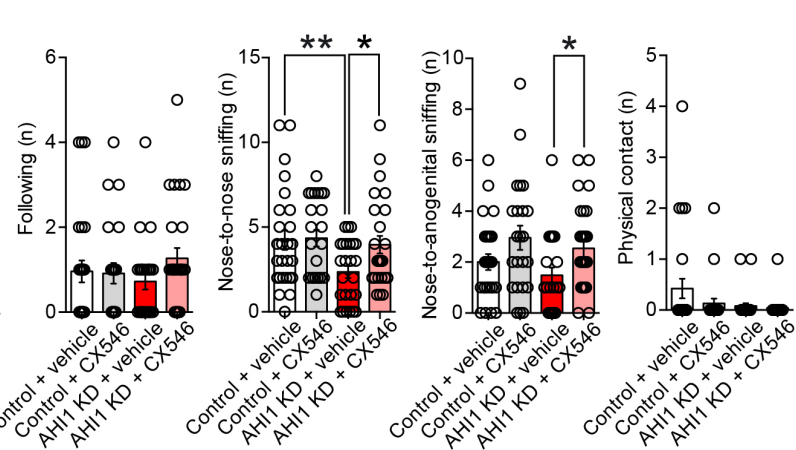 Following (n)
6
4
2
0
ontrol + vehicle
Control + CX546
AHI1 KD + vehicle
AHI1 KD + CX546
Nose-to-nose sniffing (n)
15
10
5
0
** *
Control + vehicle
Control + CX546
AHI1 KD + vehicle
AHI1 KD + CX546
Nose-to-anogenital sniffing (n)
10
8
6
4
2
0
*
Control + vehicle
Control + CX546
AHI1 KD + vehicle
AHI1 KD + CX546
Physical contact (n)
5
4
3
2
1
0
Control + vehicle
Control + CX546
AHI1 KD + vehicle
AHI1 KD + CX546